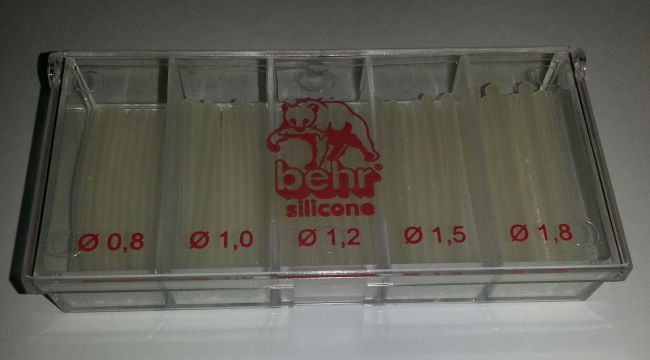 behr
silicone
Ø 0,8 Ø 1,0 Ø 1,2 Ø 1,5 Ø 1,8